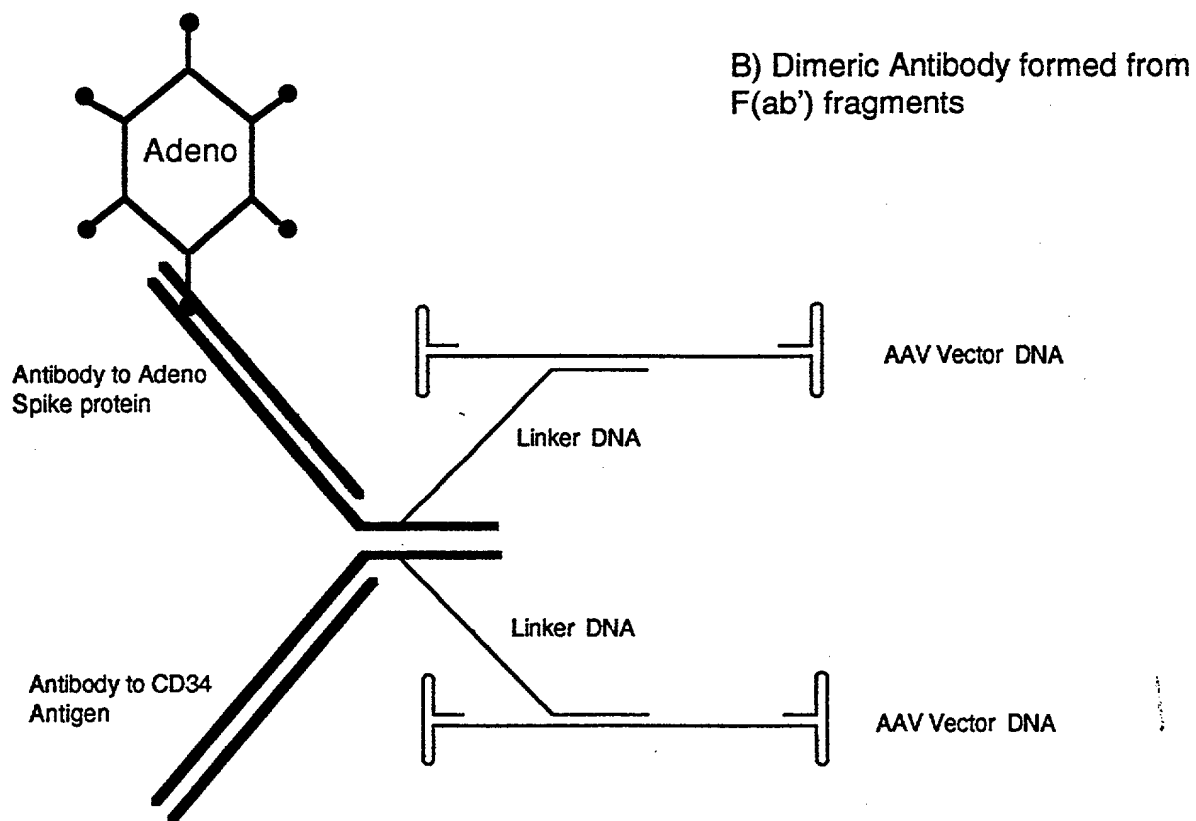 B) Dimeric Antibody formed from
F(ab') fragments
Adeno
Antibody to Adeno
Spike protein
AAV Vector DNA
Linker DNA
Linker DNA
Antibody to CD34
Antigen
AAV Vector DNA